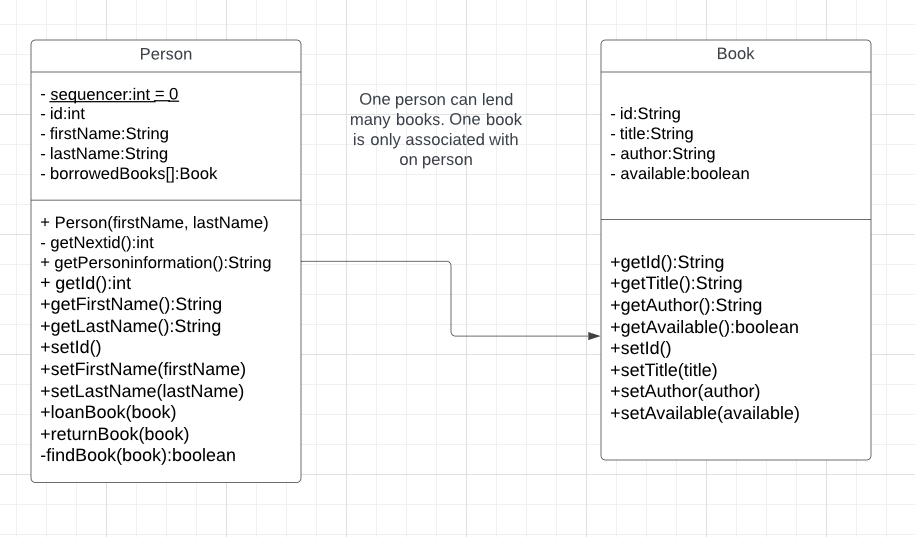 Person
- sequencer:int = 0
- id:int
- firstName:String
- lastName:String
- borrowedBooks[]:Book
+ Person(firstName, lastName)
- getNextid():int
+ getPersoninformation():String
+ getId():int
+getFirstName():String
+getLastName():String
+setId()
+setFirstName(firstName)
+setLastName(lastName)
+loanBook(book)
+returnBook(book)
-findBook(book):boolean
One person can lend
many books. One book
is only associated with
on person
Book
- id:String
- title:String
- author:String
- available:boolean
+getId():String
+getTitle():String
+getAuthor():String
+getAvailable():boolean
+setId()
+setTitle(title)
+setAuthor(author)
+setAvailable(available)